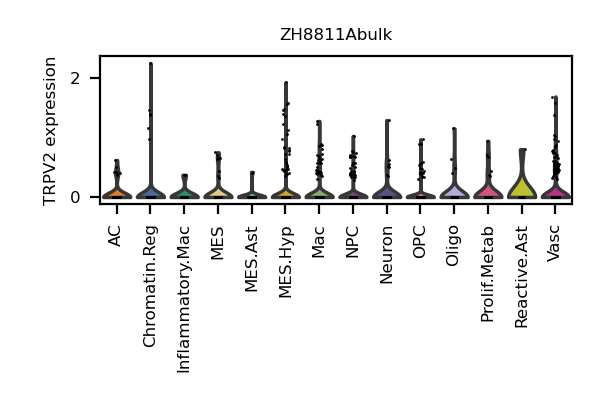 ZH8811Abulk
TRPV2 expression
2
0
AC
Chromatin.Reg
Inflammatory.Mac
MES
MES.Ast
MES.Hyp
Mac
NPC
Neuron
OPC
Oligo
Prolif.Metab
Reactive.Ast
Vasc